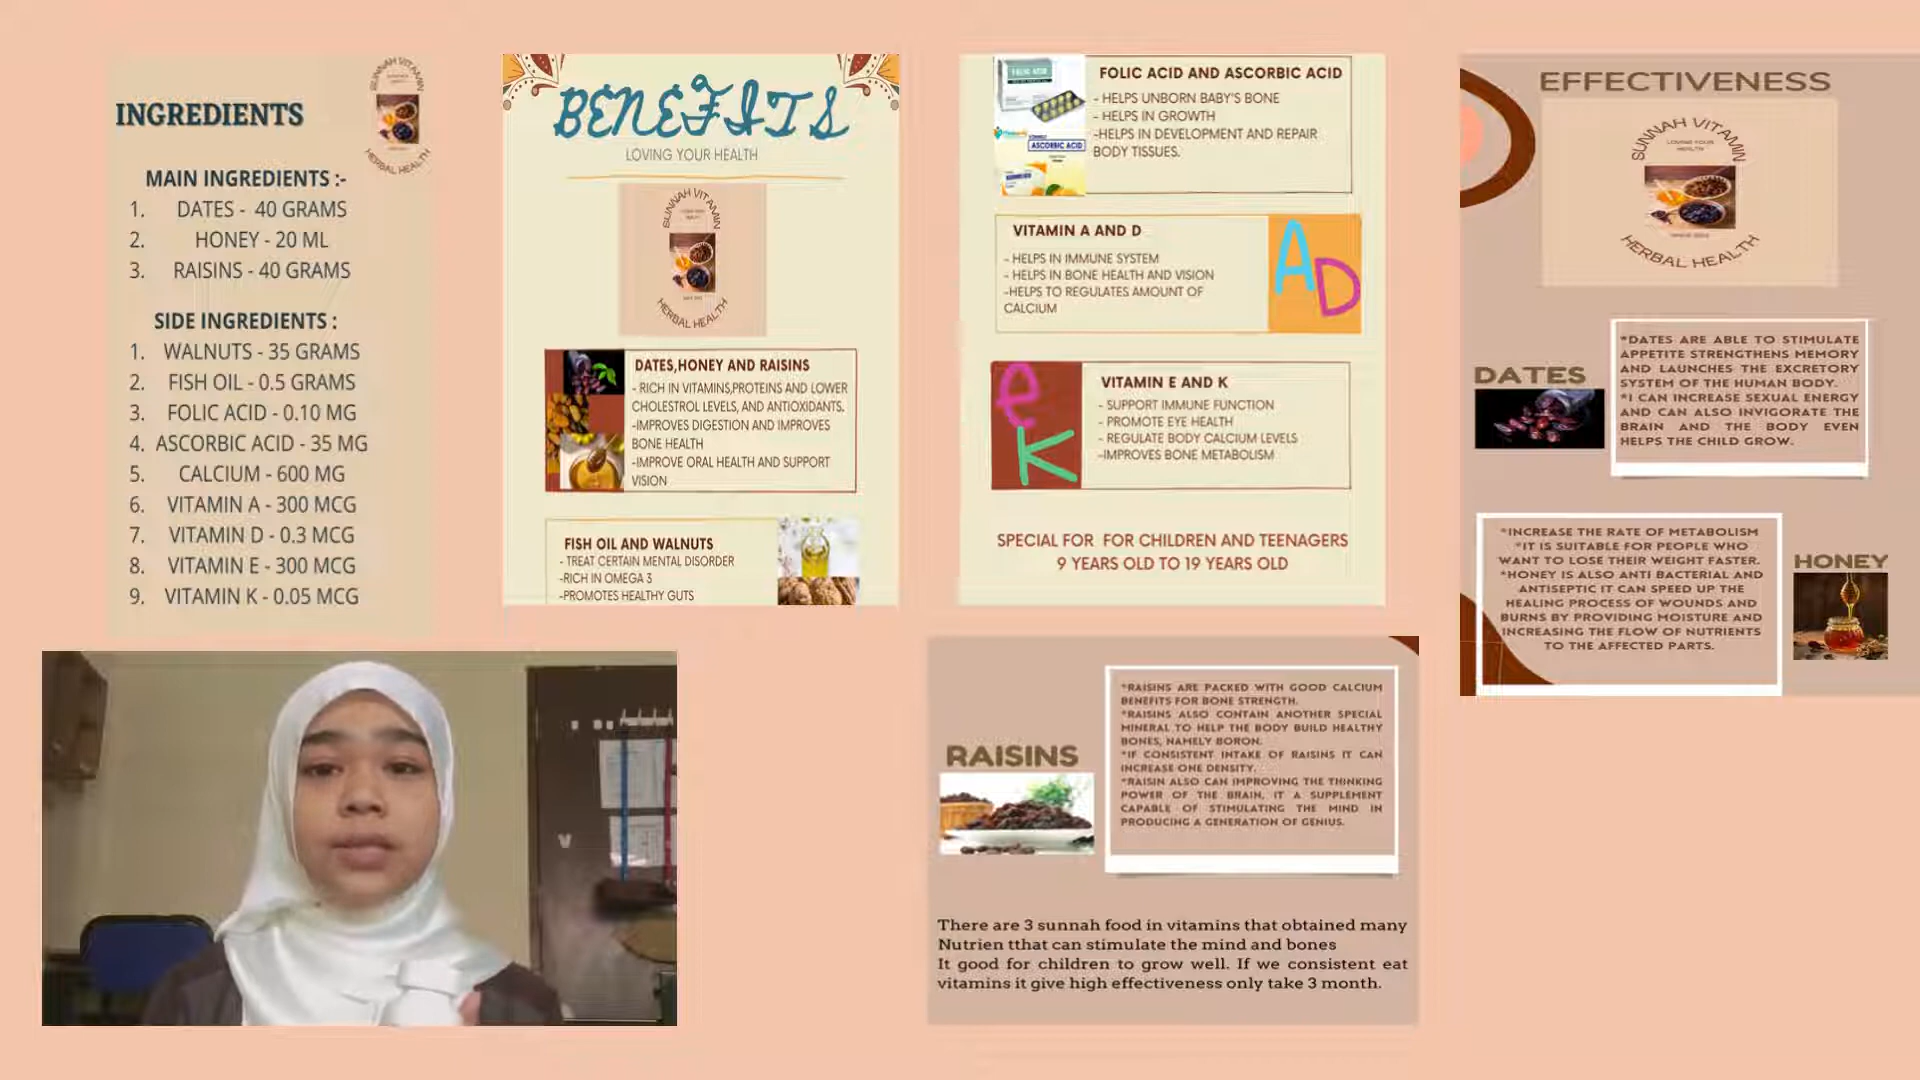 INGREDIENTS
SUNNAH VITAMIN
HERBAL HEALTH
MAIN INGREDIENTS :-
1. DATES - 40 GRAMS
2. HONEY - 20 ML
3. RAISINS - 40 GRAMS
SIDE INGREDIENTS :
1. WALNUTS - 35 GRAMS
2. FISH OIL - 0.5 GRAMS
3. FOLIC ACID - 0.10 MG
4. ASCORBIC ACID - 35 MG
5. CALCIUM - 600 MG
6. VITAMIN A - 300 MCG
7. VITAMIN D - 0.3 MCG
8. VITAMIN E - 300 MCG
9. VITAMIN K - 0.05 MCG
BENEFITS
LOVING YOUR HEALTH
SUNNAH VITAMIN
HERBAL HEALTH
DATES,HONEY AND RAISINS
- RICH IN VITAMINS,PROTEINS AND LOWER
CHOLESTROL LEVELS, AND ANTIOXIDANTS.
-IMPROVES DIGESTION AND IMPROVES
BONE HEALTH
-IMPROVE ORAL HEALTH AND SUPPORT
VISION
FISH OIL AND WALNUTS
- TREAT CERTAIN MENTAL DISORDER
-RICH IN OMEGA 3
-PROMOTES HEALTHY GUTS
FOLIC ACID
ASCORBIC ACID
FOLIC ACID AND ASCORBIC ACID
- HELPS UNBORN BABY'S BONE
- HELPS IN GROWTH
-HELPS IN DEVELOPMENT AND REPAIR
BODY TISSUES.
VITAMIN A AND D
- HELPS IN IMMUNE SYSTEM
- HELPS IN BONE HEALTH AND VISION
-HELPS TO REGULATES AMOUNT OF
CALCIUM
A D
e K
VITAMIN E AND K
- SUPPORT IMMUNE FUNCTION
- PROMOTE EYE HEALTH
- REGULATE BODY CALCIUM LEVELS
-IMPROVES BONE METABOLISM
SPECIAL FOR FOR CHILDREN AND TEENAGERS
9 YEARS OLD TO 19 YEARS OLD
EFFECTIVENESS
SUNNAH VITAMIN
LOVING YOUR
HEALTH
HERBAL HEALTH
DATES
*DATES ARE ABLE TO STIMULATE
APPETITE STRENGTHENS MEMORY
AND LAUNCHES THE EXCRETORY
SYSTEM OF THE HUMAN BODY.
*I CAN INCREASE SEXUAL ENERGY
AND CAN ALSO INVIGORATE THE
BRAIN AND THE BODY EVEN
HELPS THE CHILD GROW.
*INCREASE THE RATE OF METABOLISM
*IT IS SUITABLE FOR PEOPLE WHO
WANT TO LOSE THEIR WEIGHT FASTER.
*HONEY IS ALSO ANTI BACTERIAL AND
ANTISEPTIC IT CAN SPEED UP THE
HEALING PROCESS OF WOUNDS AND
BURNS BY PROVIDING MOISTURE AND
INCREASING THE FLOW OF NUTRIENTS
TO THE AFFECTED PARTS.
HONEY
RAISINS
*RAISINS ARE PACKED WITH GOOD CALCIUM
BENEFITS FOR BONE STRENGTH.
*RAISINS ALSO CONTAIN ANOTHER SPECIAL
MINERAL TO HELP THE BODY BUILD HEALTHY
BONES, NAMELY BORON.
*IF CONSISTENT INTAKE OF RAISINS IT CAN
INCREASE ONE DENSITY.
*RAISIN ALSO CAN IMPROVING THE THINKING
POWER OF THE BRAIN, IT A SUPPLEMENT
CAPABLE OF STIMULATING THE MIND IN
PRODUCING A GENERATION OF GENIUS.
There are 3 sunnah food in vitamins that obtained many
Nutrien tthat can stimulate the mind and bones
It good for children to grow well. If we consistent eat
vitamins it give high effectiveness only take 3 month.